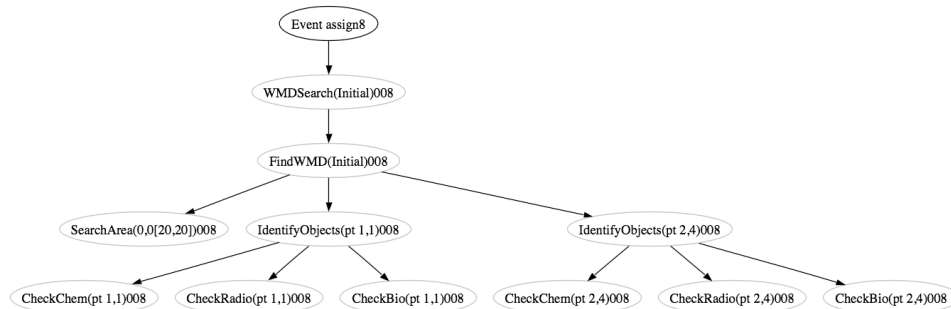 Event assign8
WMDSearch(Initial)008
FindWMD(Initial)008
SearchArea(0,0[20,20])008
IdentifyObjects(pt 1,1)008
IdentifyObjects(pt 2,4)008
CheckChem(pt 1,1)008
CheckRadio(pt 1,1)008
CheckBio(pt 1,1)008
CheckChem(pt 2,4)008
CheckRadio(pt 2,4)008
CheckBio(pt 2,4)008